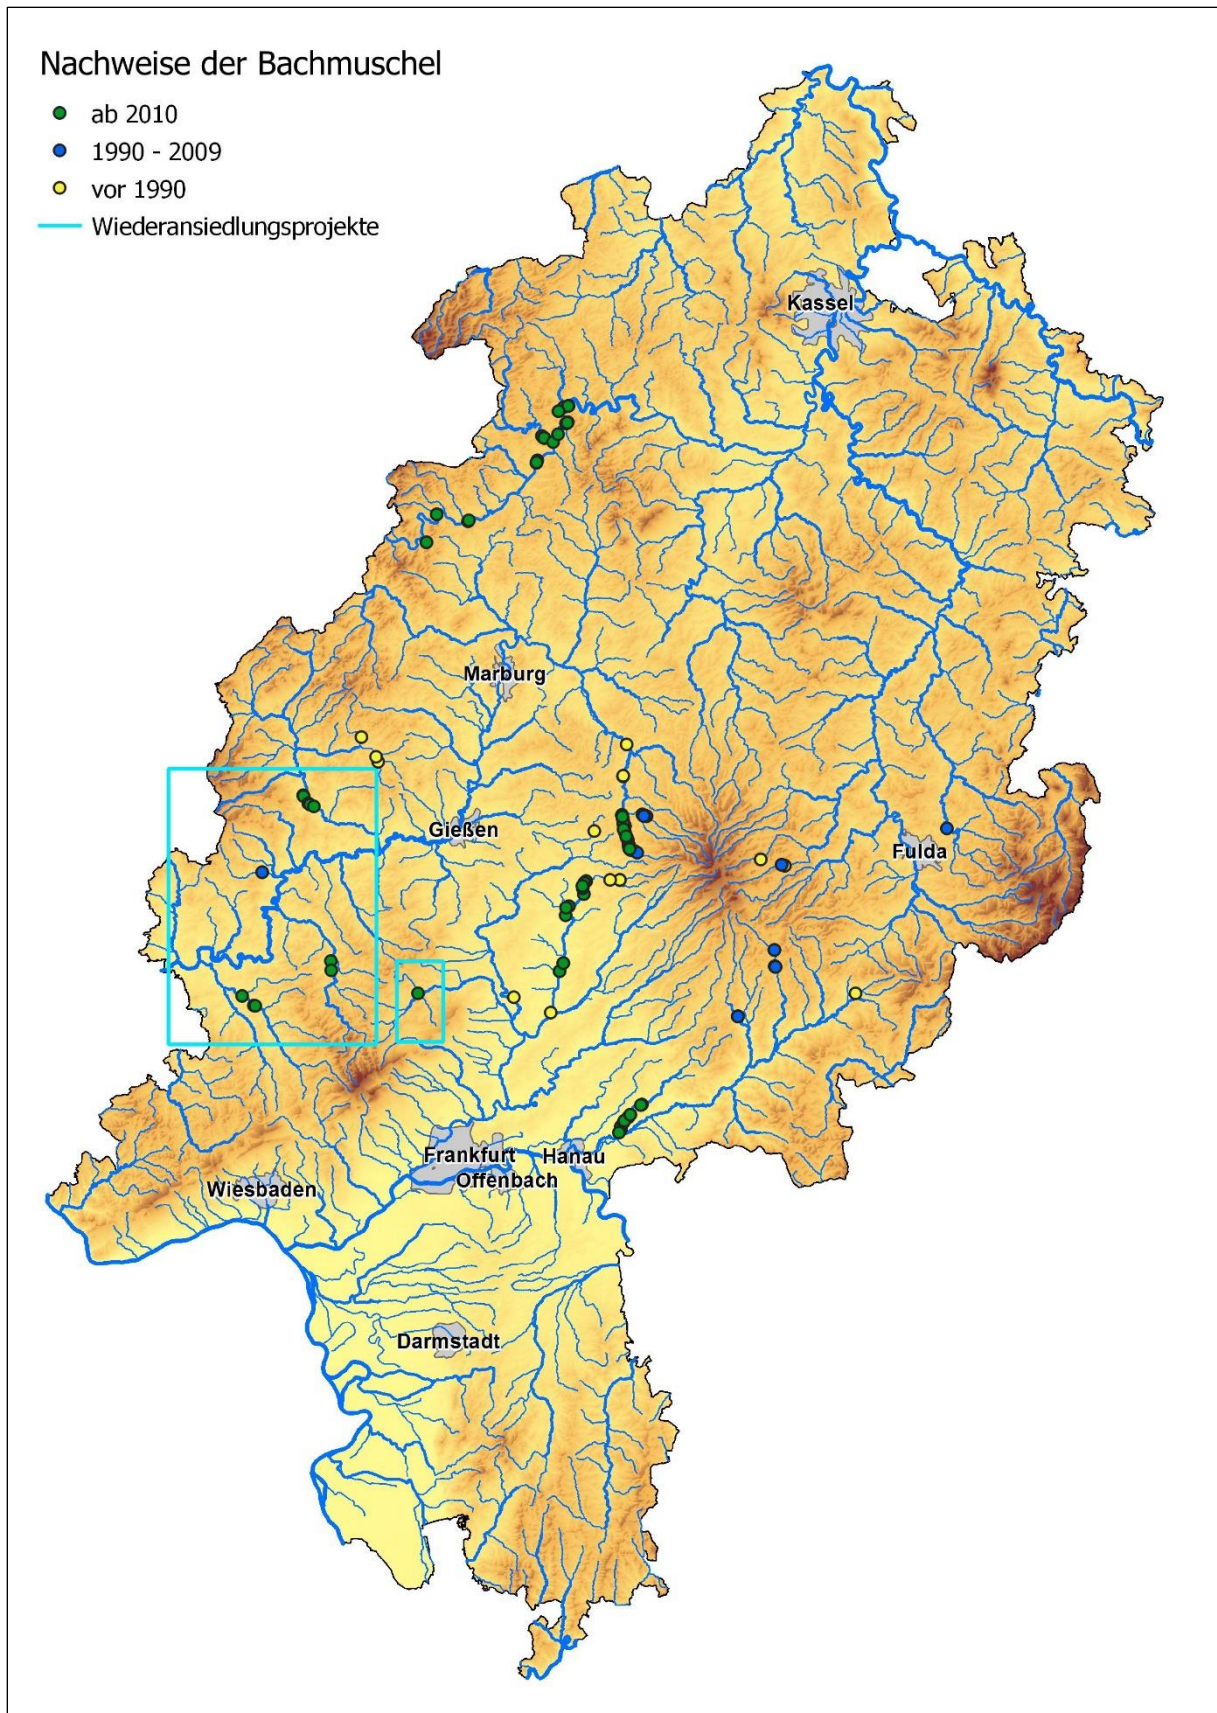 Nachweise der Bachmuschel
ab 2010
1990 - 2009
vor 1990
Wiederansiedlungsprojekte
Kassel
Marburg
Gießen
Fulda
Frankfurt
Hanau
Offenbach
Wiesbaden
Darmstadt